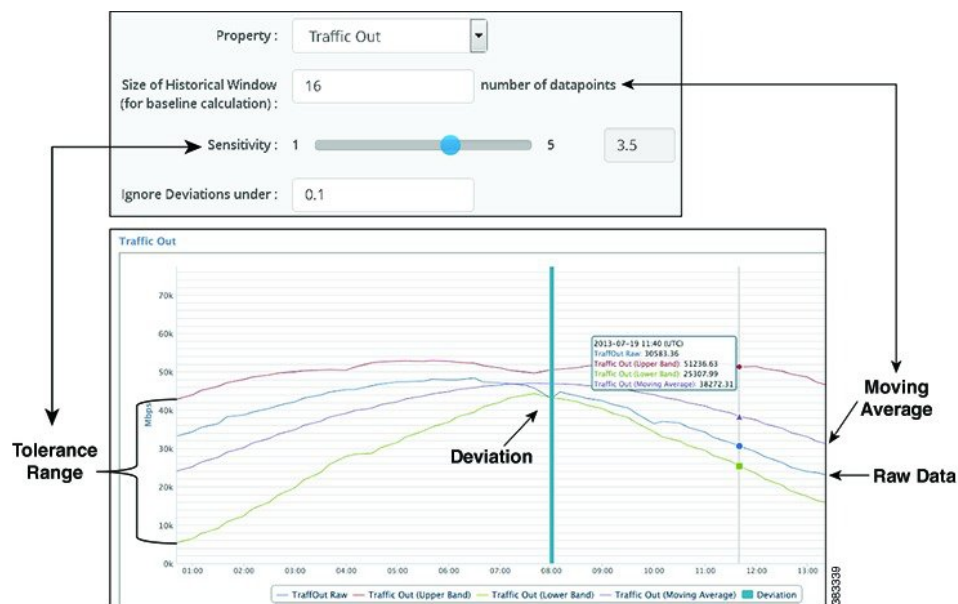 Property :
Traffic Out
Size of Historical Window
(for baseline calculation) :
16
number of datapoints
Sensitivity :
1
5
3.5
Ignore Deviations under :
0.1
Traffic Out
70k
60k
50k
40k
30k
20k
10k
0k
Mbps
2013-07-19 11:40 (UTC)
TraffOut Raw: 30583.36
Traffic Out (Upper Band): 51236.63
Traffic Out (Lower Band): 25307.99
Traffic Out (Moving Average): 38272.31
Deviation
Tolerance
Range
Moving
Average
Raw Data
01:00
02:00
03:00
04:00
05:00
06:00
07:00
08:00
09:00
10:00
11:00
12:00
13:00
TraffOut Raw
Traffic Out (Upper Band)
Traffic Out (Lower Band)
Traffic Out (Moving Average)
Deviation
383339